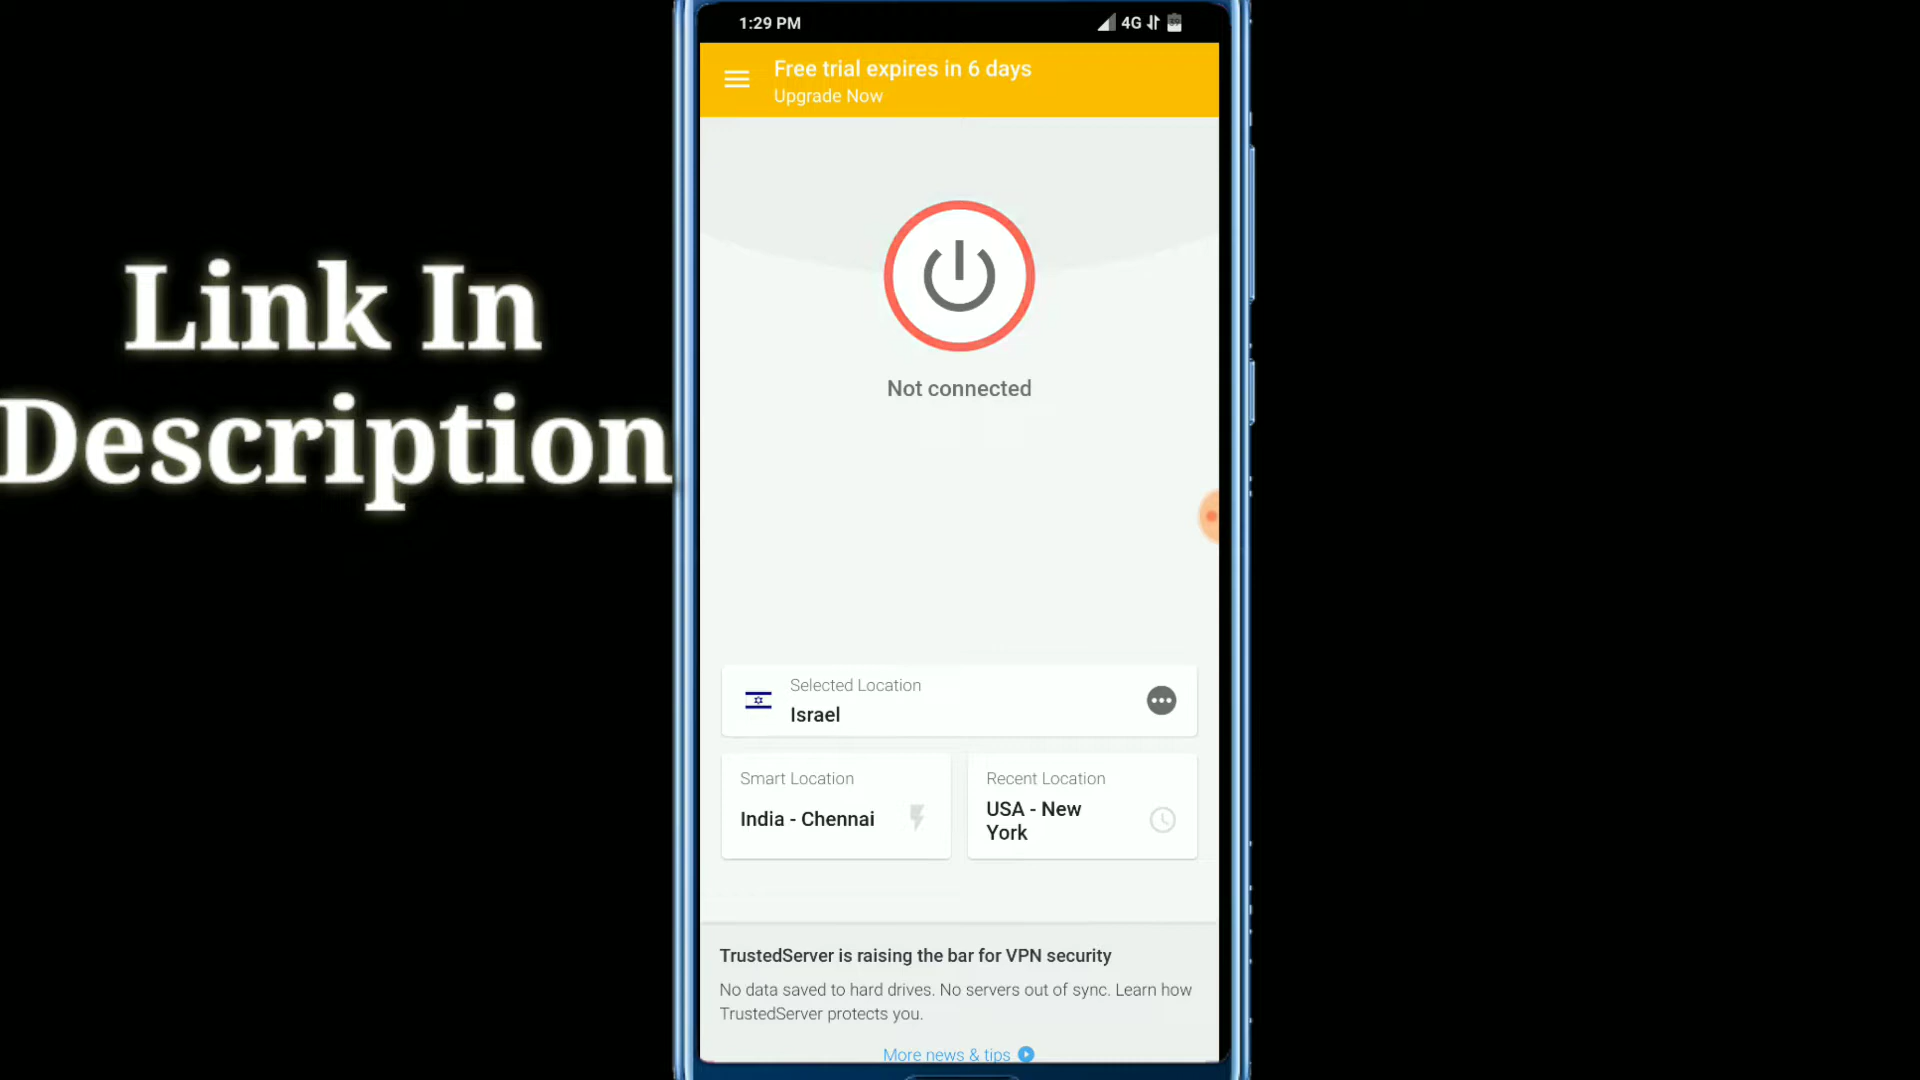 1:29 PM
4G
Free trial expires in 6 days
Upgrade Now
Link In
Description
Not connected
Selected Location
Israel
Smart Location
India - Chennai
Recent Location
USA - New
York
TrustedServer is raising the bar for VPN security
No data saved to hard drives. No servers out of sync. Learn how
TrustedServer protects you.
More news & tips